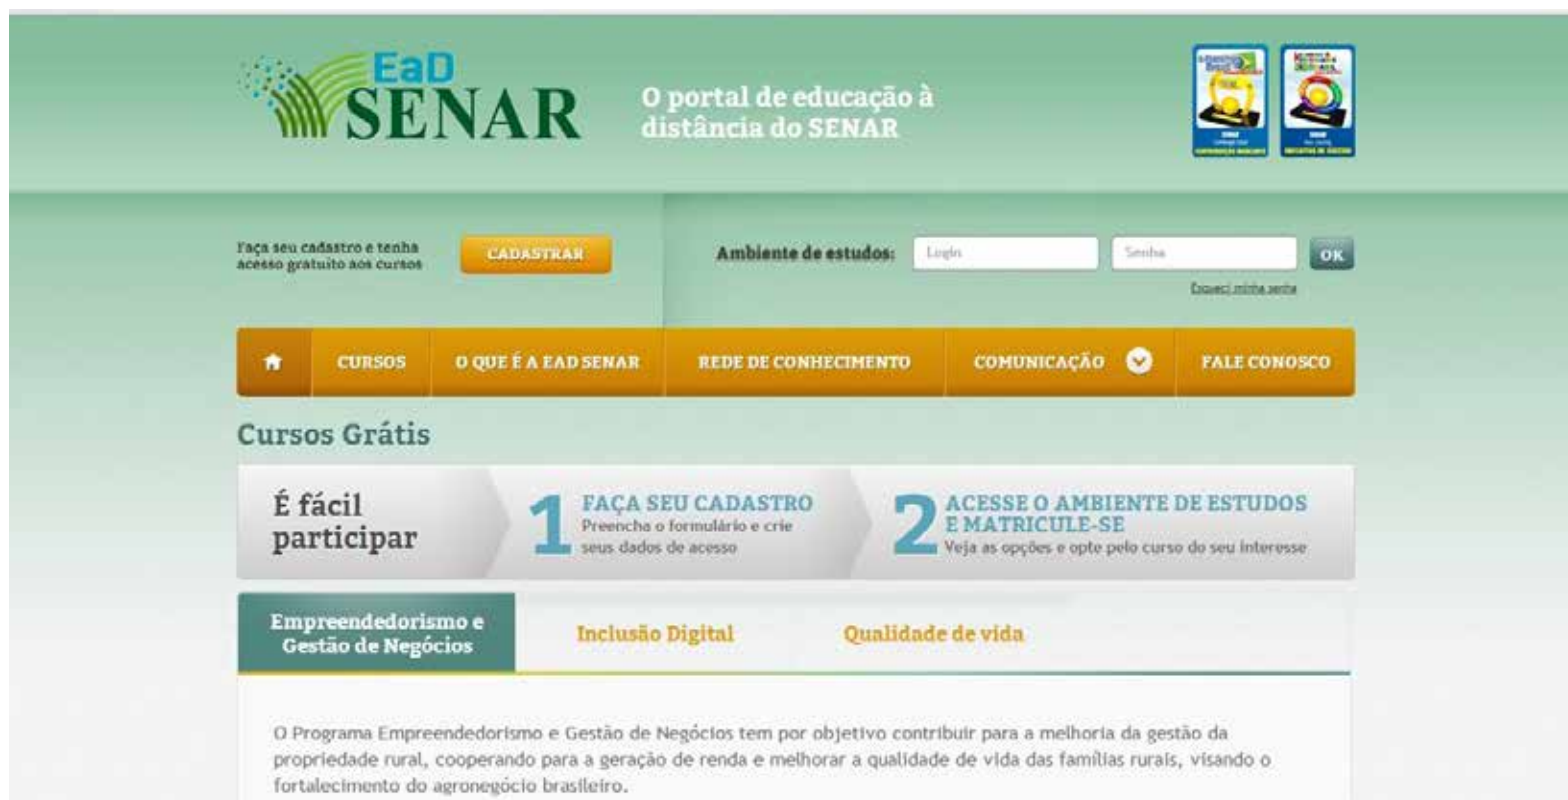 EaD
SENAR
O portal de educação à
distância do SENAR
Faça seu cadastro e tenha
acesso gratuito aos cursos
CADASTRAR
Ambiente de estudos:
Login
Senha
OK
Esqueci minha senha
CURSOS
O QUE É A EAD SENAR
REDE DE CONHECIMENTO
COMUNICAÇÃO
FALE CONOSCO
Cursos Grátis
É fácil
participar
1
FAÇA SEU CADASTRO
Preencha o formulário e crie
seus dados de acesso
2
ACESSE O AMBIENTE DE ESTUDOS
E MATRICULE-SE
Veja as opções e opte pelo curso do seu interesse
Empreendedorismo e
Gestão de Negócios
Inclusão Digital
Qualidade de vida
O Programa Empreendedorismo e Gestão de Negócios tem por objetivo contribuir para a melhoria da gestão da
propriedade rural, cooperando para a geração de renda e melhorar a qualidade de vida das famílias rurais, visando o
fortalecimento do agronegócio brasileiro.